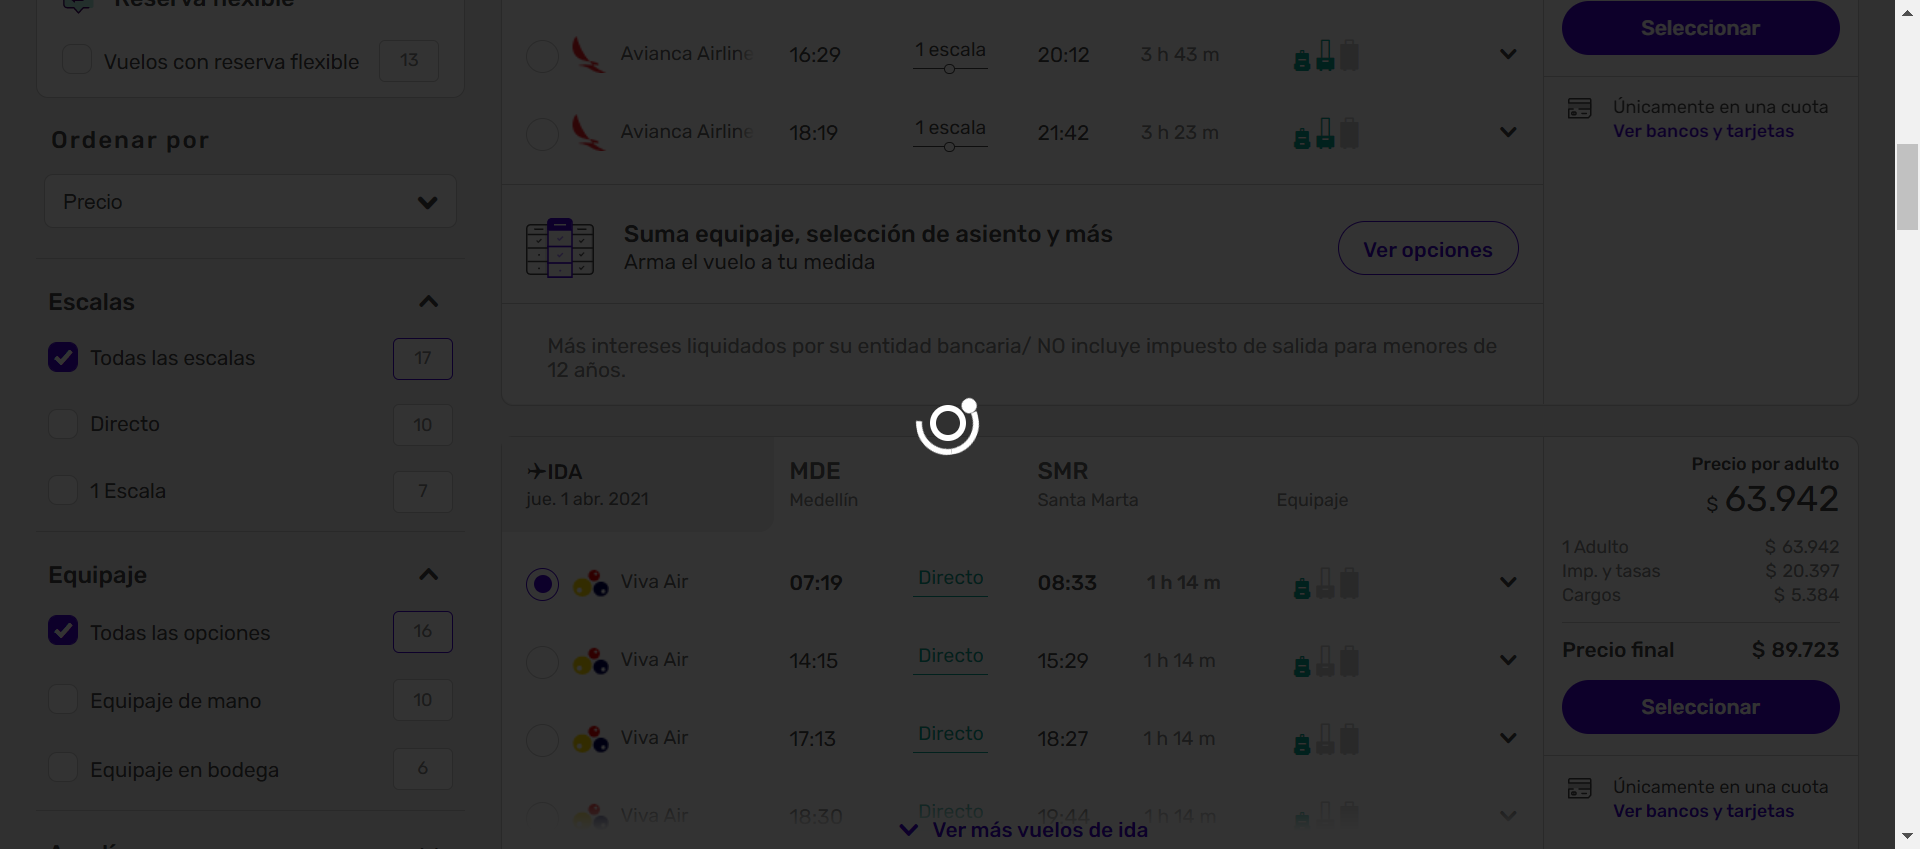 Reserva flexible
Vuelos con reserva flexible 13
Ordenar por
Precio
Escalas
Todas las escalas 17
Directo 10
1 Escala 7
Equipaje
Todas las opciones 16
Equipaje de mano 10
Equipaje en bodega 6
Avianca Airline 16:29 1 escala 20:12 3 h 43 m
Avianca Airline 18:19 1 escala 21:42 3 h 23 m
Suma equipaje, selección de asiento y más
Arma el vuelo a tu medida
Ver opciones
Más intereses liquidados por su entidad bancaria/ NO incluye impuesto de salida para menores de
12 años.
Seleccionar
Únicamente en una cuota
Ver bancos y tarjetas
IDA MDE SMR
jue. 1 abr. 2021 Medellín Santa Marta Equipaje
Viva Air 07:19 Directo 08:33 1 h 14 m
Viva Air 14:15 Directo 15:29 1 h 14 m
Viva Air 17:13 Directo 18:27 1 h 14 m
Viva Air 18:30 Directo 19:44 1 h 14 m
Ver más vuelos de ida
Precio por adulto
$ 63.942
1 Adulto $ 63.942
Imp. y tasas $ 20.397
Cargos $ 5.384
Precio final $ 89.723
Seleccionar
Únicamente en una cuota
Ver bancos y tarjetas